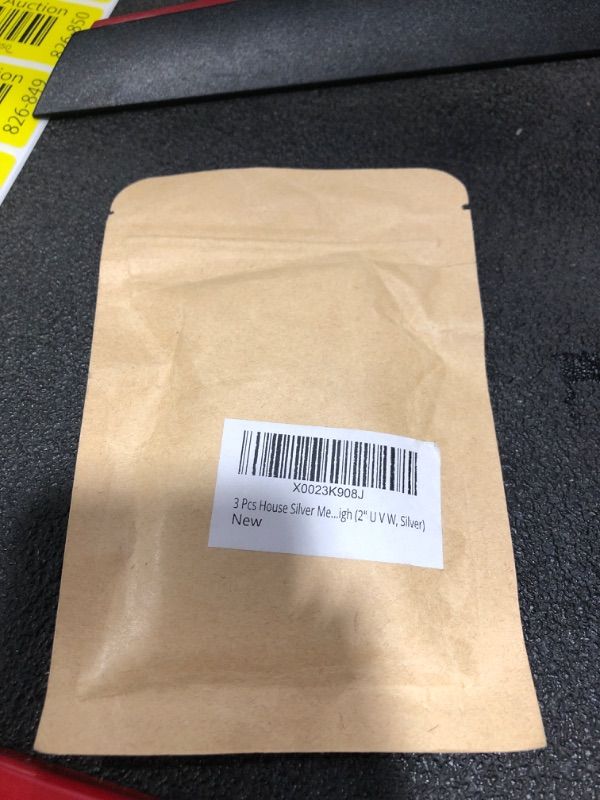 Auction
826-850
826-849
X0023K908J
3 Pcs House Silver Me...igh (2" U V W, Silver)
New